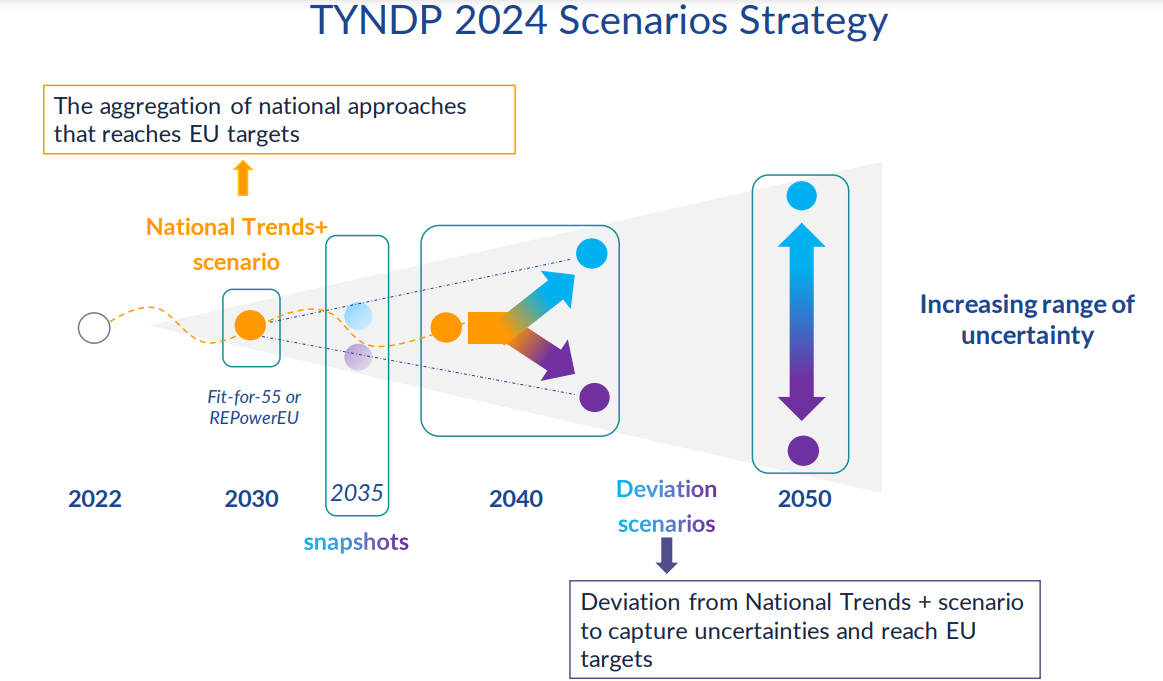 TYNDP 2024 Scenarios Strategy
The aggregation of national approaches
that reaches EU targets
National Trends+
scenario
Increasing range of
uncertainty
Fit-for-55 or
REPowerEU
2022
2030
2035
2040
2050
snapshots
Deviation
scenarios
Deviation from National Trends + scenario
to capture uncertainties and reach EU
targets